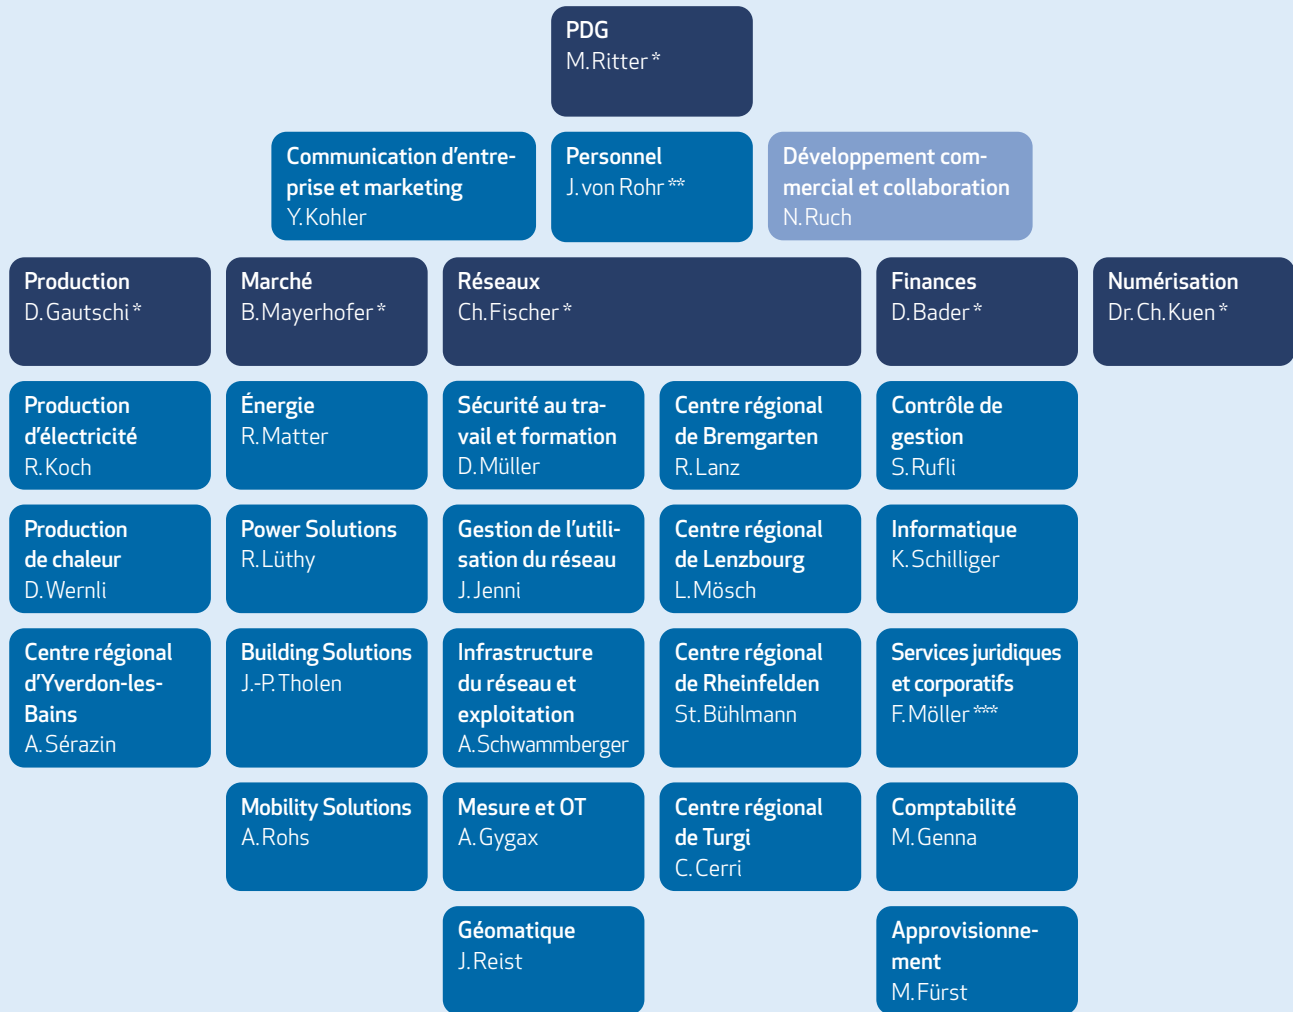 PDG
M. Ritter *
Communication d'entre-
prise et marketing
Y. Kohler
Personnel
J. von Rohr **
Développement com-
mercial et collaboration
N. Ruch
Production
D. Gautschi *
Marché
B. Mayerhofer *
Réseaux
Ch. Fischer *
Finances
D. Bader *
Numérisation
Dr. Ch. Kuen *
Production
d'électricité
R. Koch
Énergie
R. Matter
Sécurité au tra-
vail et formation
D. Müller
Centre régional
de Bremgarten
R. Lanz
Contrôle de
gestion
S. Rufli
Production
de chaleur
D. Wernli
Power Solutions
R. Lüthy
Gestion de l'utili-
sation du réseau
J. Jenni
Centre régional
de Lenzbourg
L. Mösch
Informatique
K. Schilliger
Centre régional
d'Yverdon-les-
Bains
A. Sérazin
Building Solutions
J.-P. Tholen
Infrastructure
du réseau et
exploitation
A. Schwammberger
Centre régional
de Rheinfelden
St. Bühlmann
Services juridiques
et corporatifs
F. Möller ***
Mobility Solutions
A. Rohs
Mesure et OT
A. Gygax
Centre régional
de Turgi
C. Cerri
Comptabilité
M. Genna
Géomatique
J. Reist
Approvisionne-
ment
M. Fürst